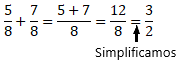 5/8 + 7/8 = 5 + 7/8 = 12/8 = 3/2
Simplificamos